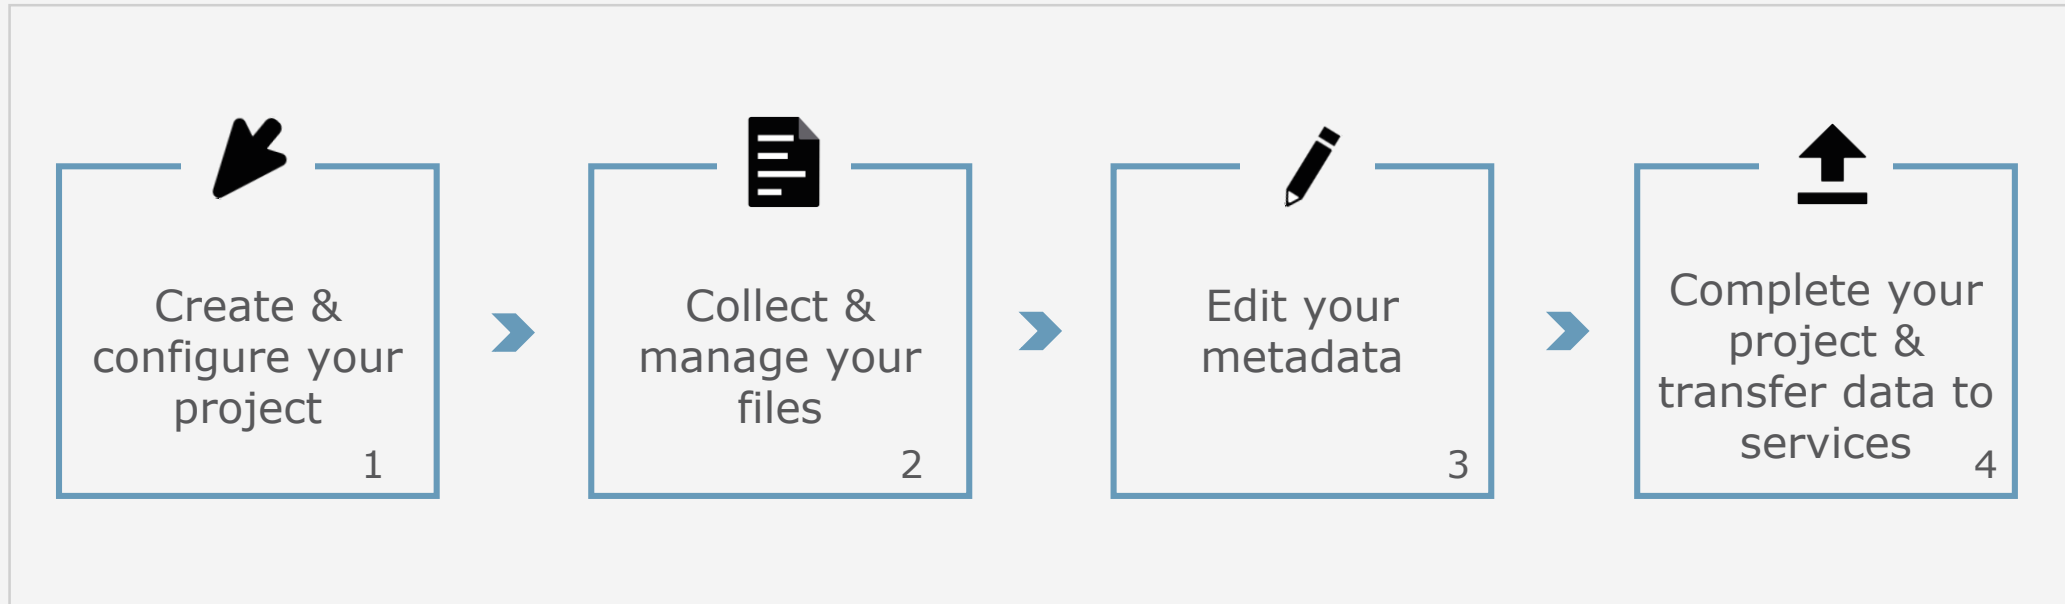 Create &
configure your
project
1
Collect &
manage your
files
2
Edit your
metadata
3
Complete your
project &
transfer data to
services
4